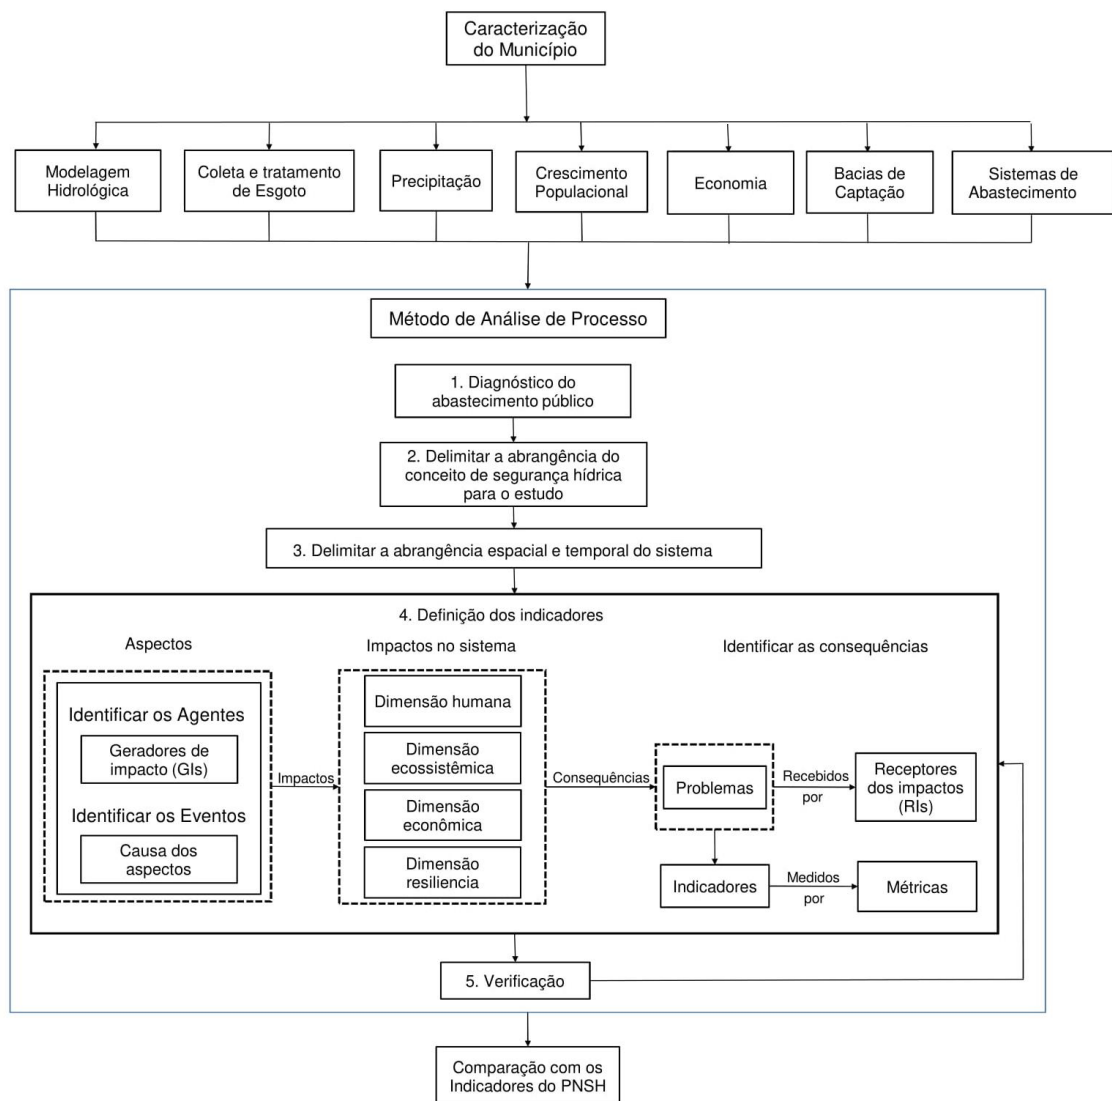 Caracterização
do Município
Modelagem
Hidrológica
Coleta e tratamento
de Esgoto
Precipitação
Crescimento
Populacional
Economia
Bacias de
Captação
Sistemas de
Abastecimento
Método de Análise de Processo
1. Diagnóstico do
abastecimento público
2. Delimitar a abrangência do
conceito de segurança hídrica
para o estudo
3. Delimitar a abrangência espacial e temporal do sistema
4. Definição dos indicadores
Aspectos
Identificar os Agentes
Geradores de
impacto (GIs)
Identificar os Eventos
Causa dos
aspectos
Impactos
Impactos no sistema
Dimensão humana
Dimensão
ecossistêmica
Dimensão
econômica
Dimensão
resiliencia
Consequências
Identificar as consequências
Problemas
Recebidos
por
Receptores
dos impactos
(RIs)
Indicadores
Medidos
por
Métricas
5. Verificação
Comparação com os
Indicadores do PNSH